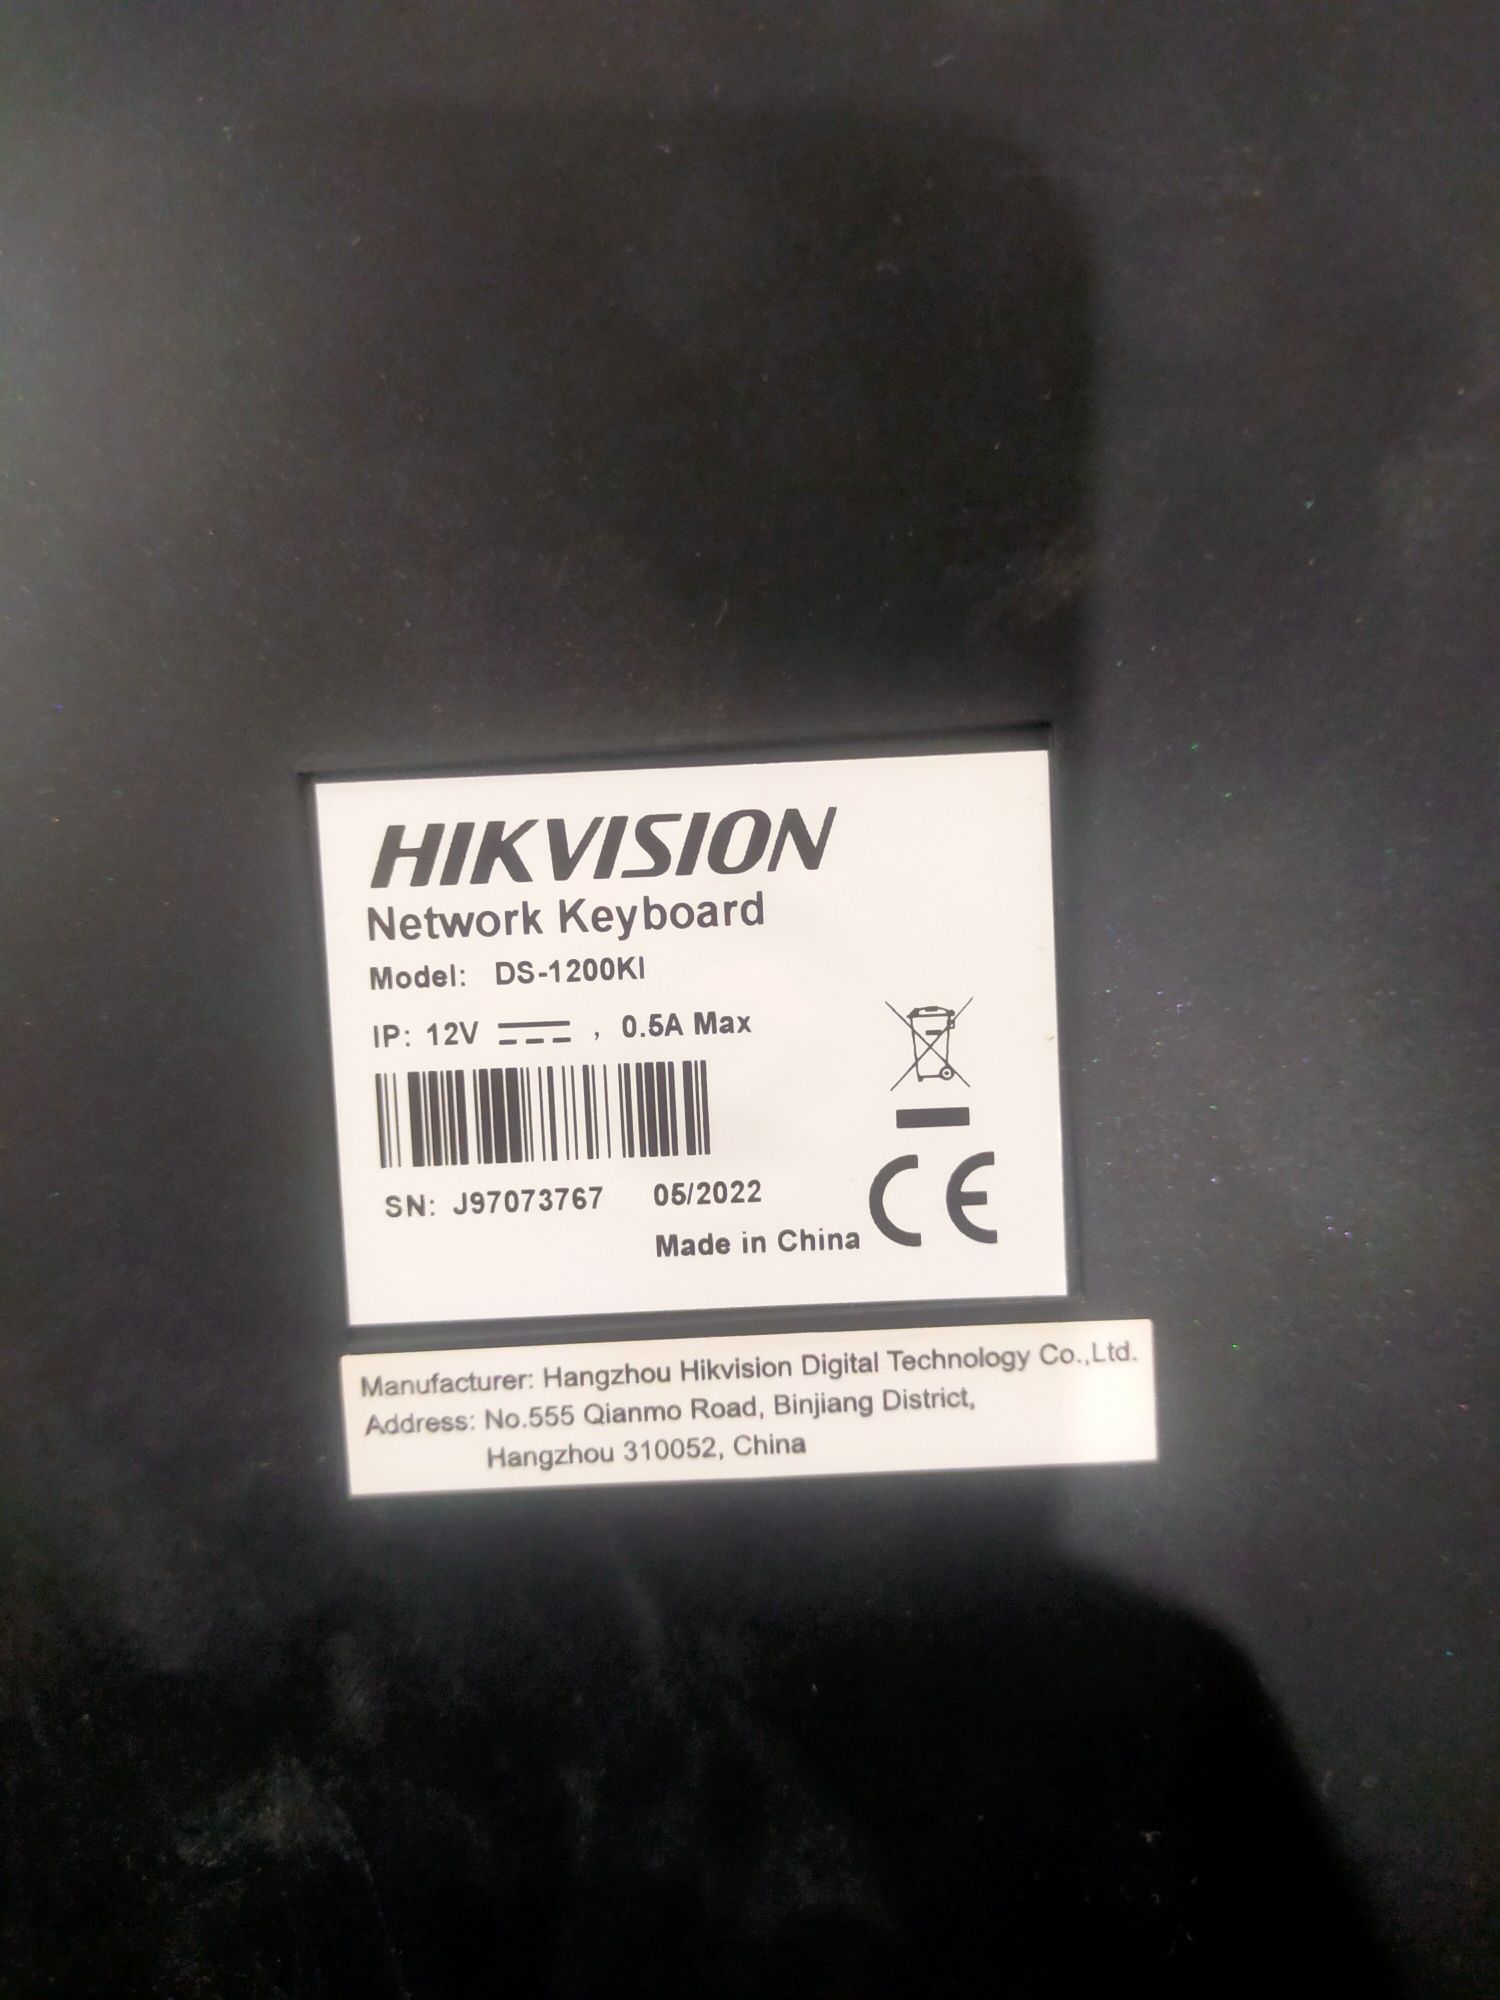 HIKVISION
Network Keyboard
Model: DS-1200KI
IP: 12V ⎓ , 0.5A Max
SN: J97073767 05/2022
Made in China
CE
Manufacturer: Hangzhou Hikvision Digital Technology Co.,Ltd.
Address: No.555 Qianmo Road, Binjiang District,
Hangzhou 310052, China